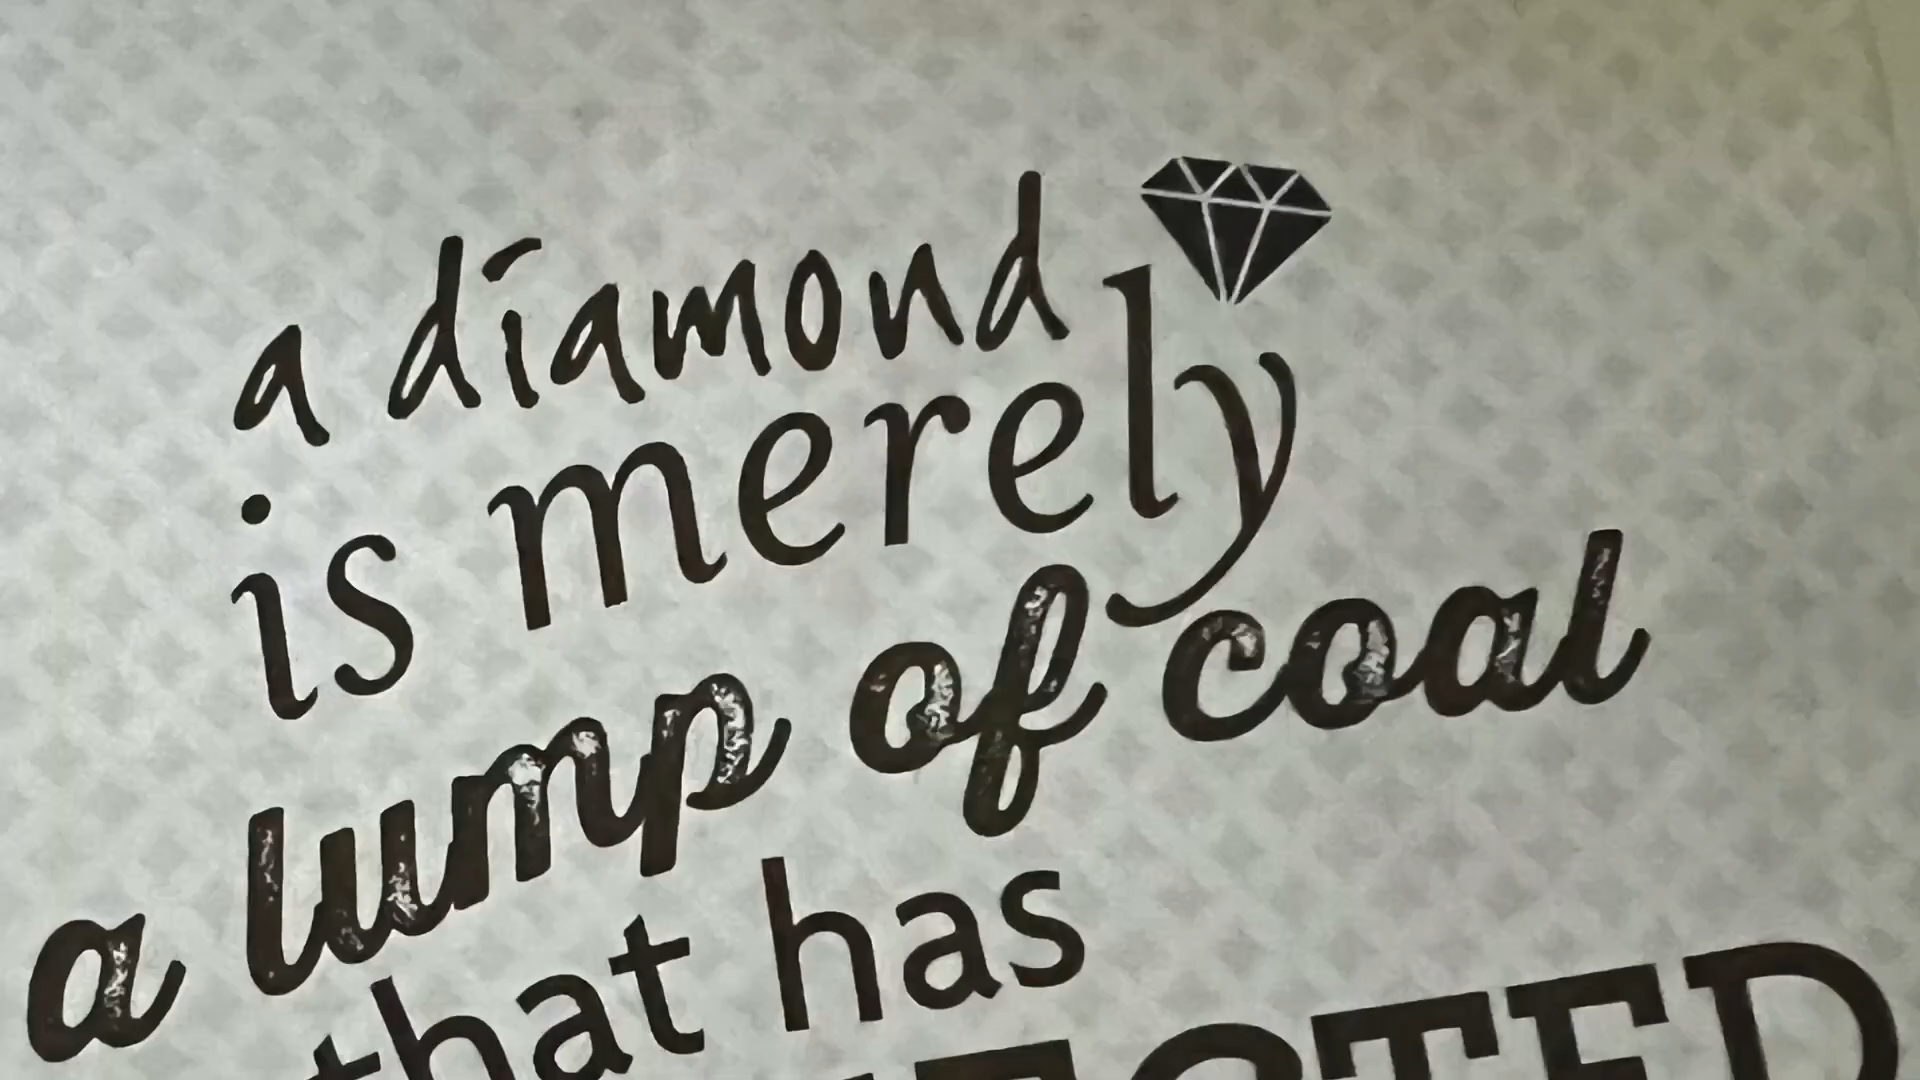 a diamond
is merely
a lump of coal
that has